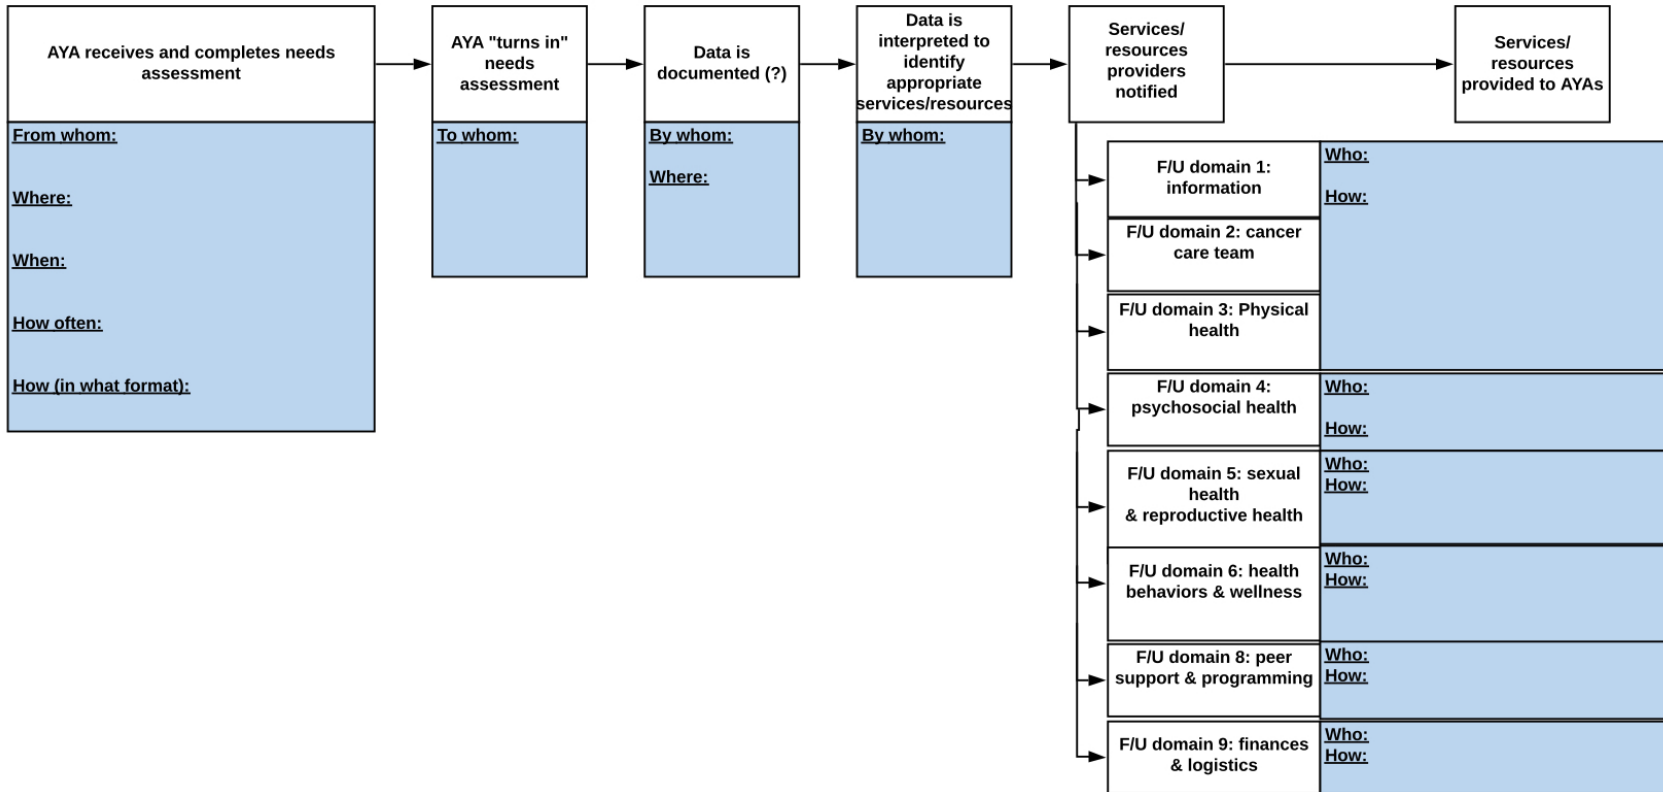 AYA receives and completes needs
assessment
From whom:
Where:
When:
How often:
How (in what format):
AYA "turns in"
needs
assessment
To whom:
Data is
documented (?)
By whom:
Where:
Data is
interpreted to
identify
appropriate
services/resources
By whom:
Services/
resources
providers
notified
Services/
resources
provided to AYAs
F/U domain 1:
information
F/U domain 2: cancer
care team
F/U domain 3: Physical
health
Who:
How:
F/U domain 4:
psychosocial health
Who:
How:
F/U domain 5: sexual
health
& reproductive health
Who:
How:
F/U domain 6: health
behaviors & wellness
Who:
How:
F/U domain 8: peer
support & programming
Who:
How:
F/U domain 9: finances
& logistics
Who:
How: